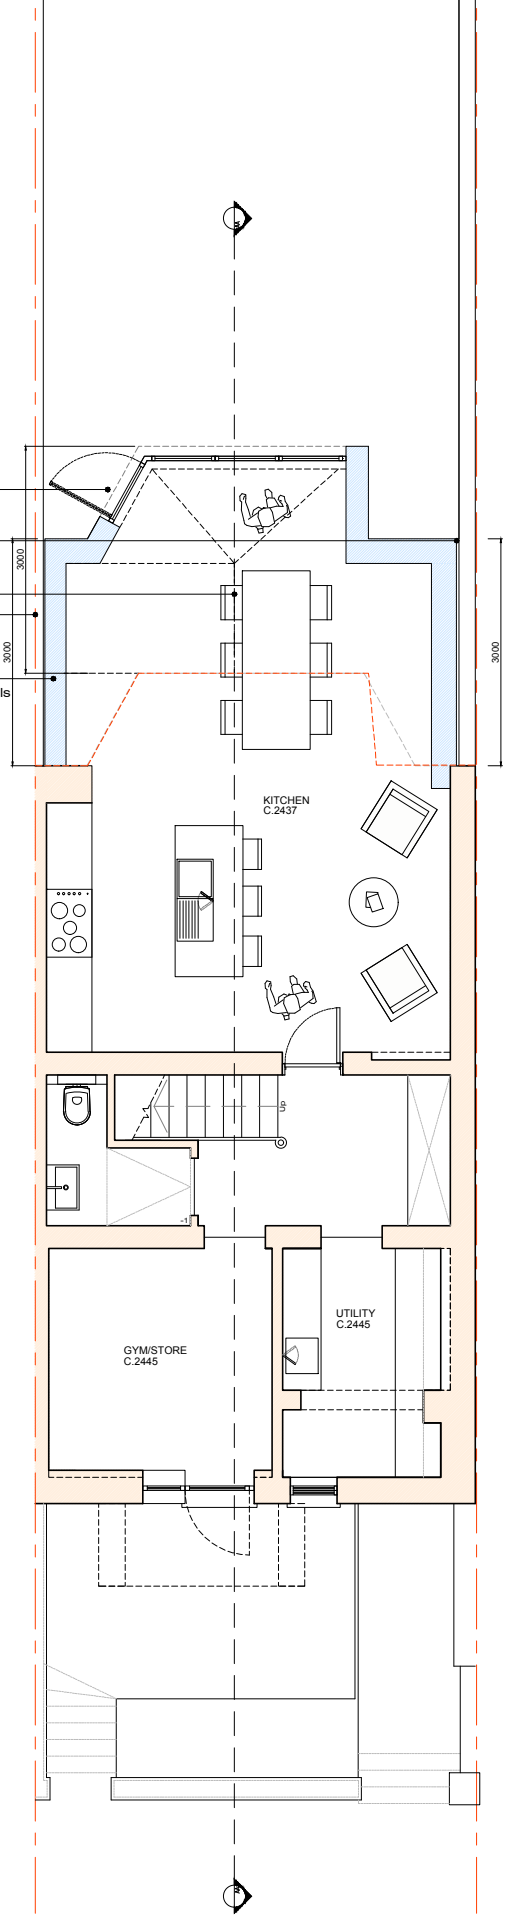 3000
3000
3000
ls
KITCHEN
C.2437
Up
-1
UTILITY
C.2445
GYM/STORE
C.2445